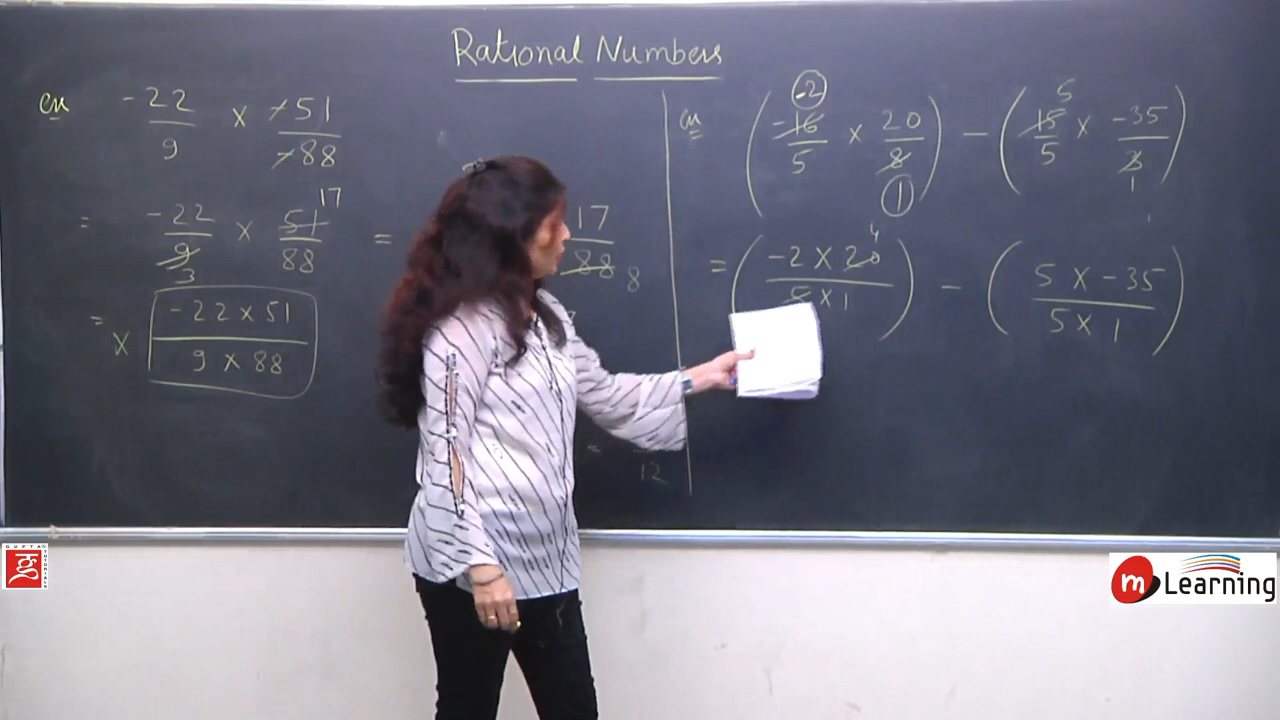 Rational Numbers
ex -22/9 × -51/-88
= -22/9 3 × 51 17/88 =
17/88 8
= × -22 × 51/9 × 88
=
12
ex (-16 -2/5 × 20/8 1) - (15 5/5 × -35/3 1)
= (-2 × 20 4/5 × 1) - (5 × -35/5 × 1)
GUPTA TUTORIALS
m Learning